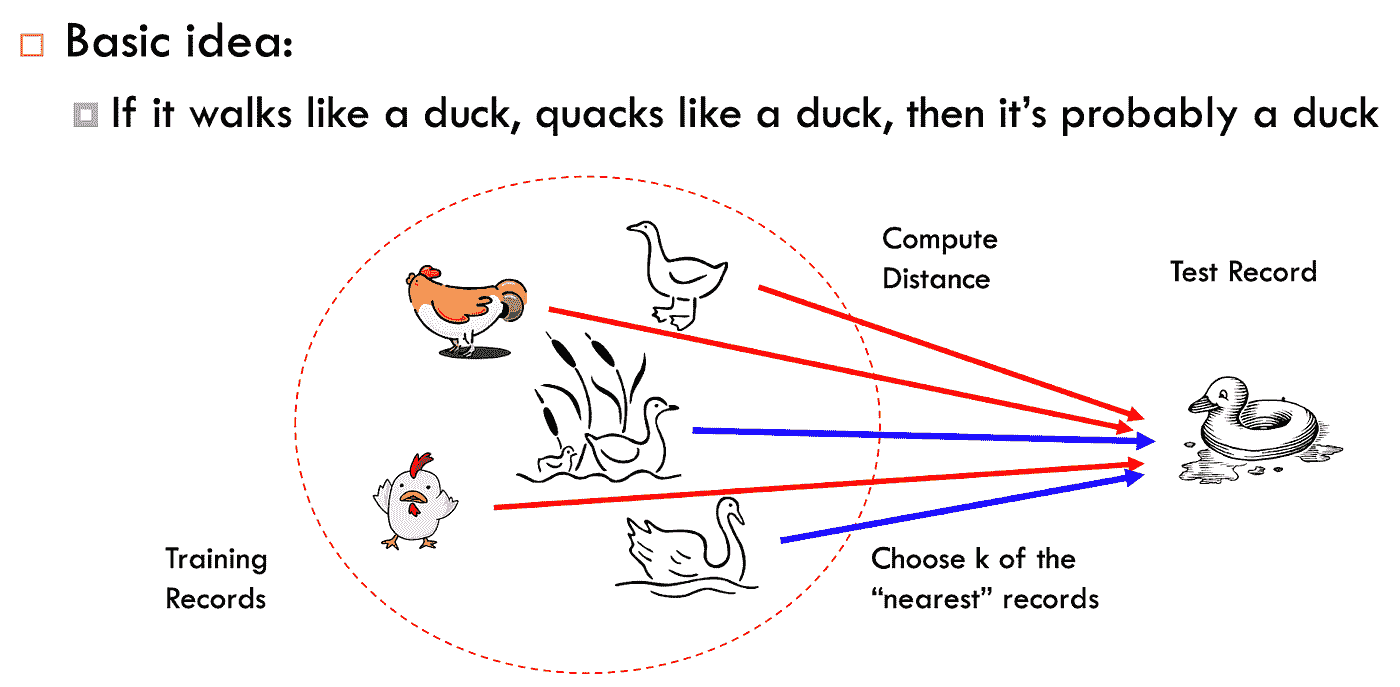 Basic idea:
If it walks like a duck, quacks like a duck, then it’s probably a duck
Compute
Distance
Test Record
Training
Records
Choose k of the
“nearest” records